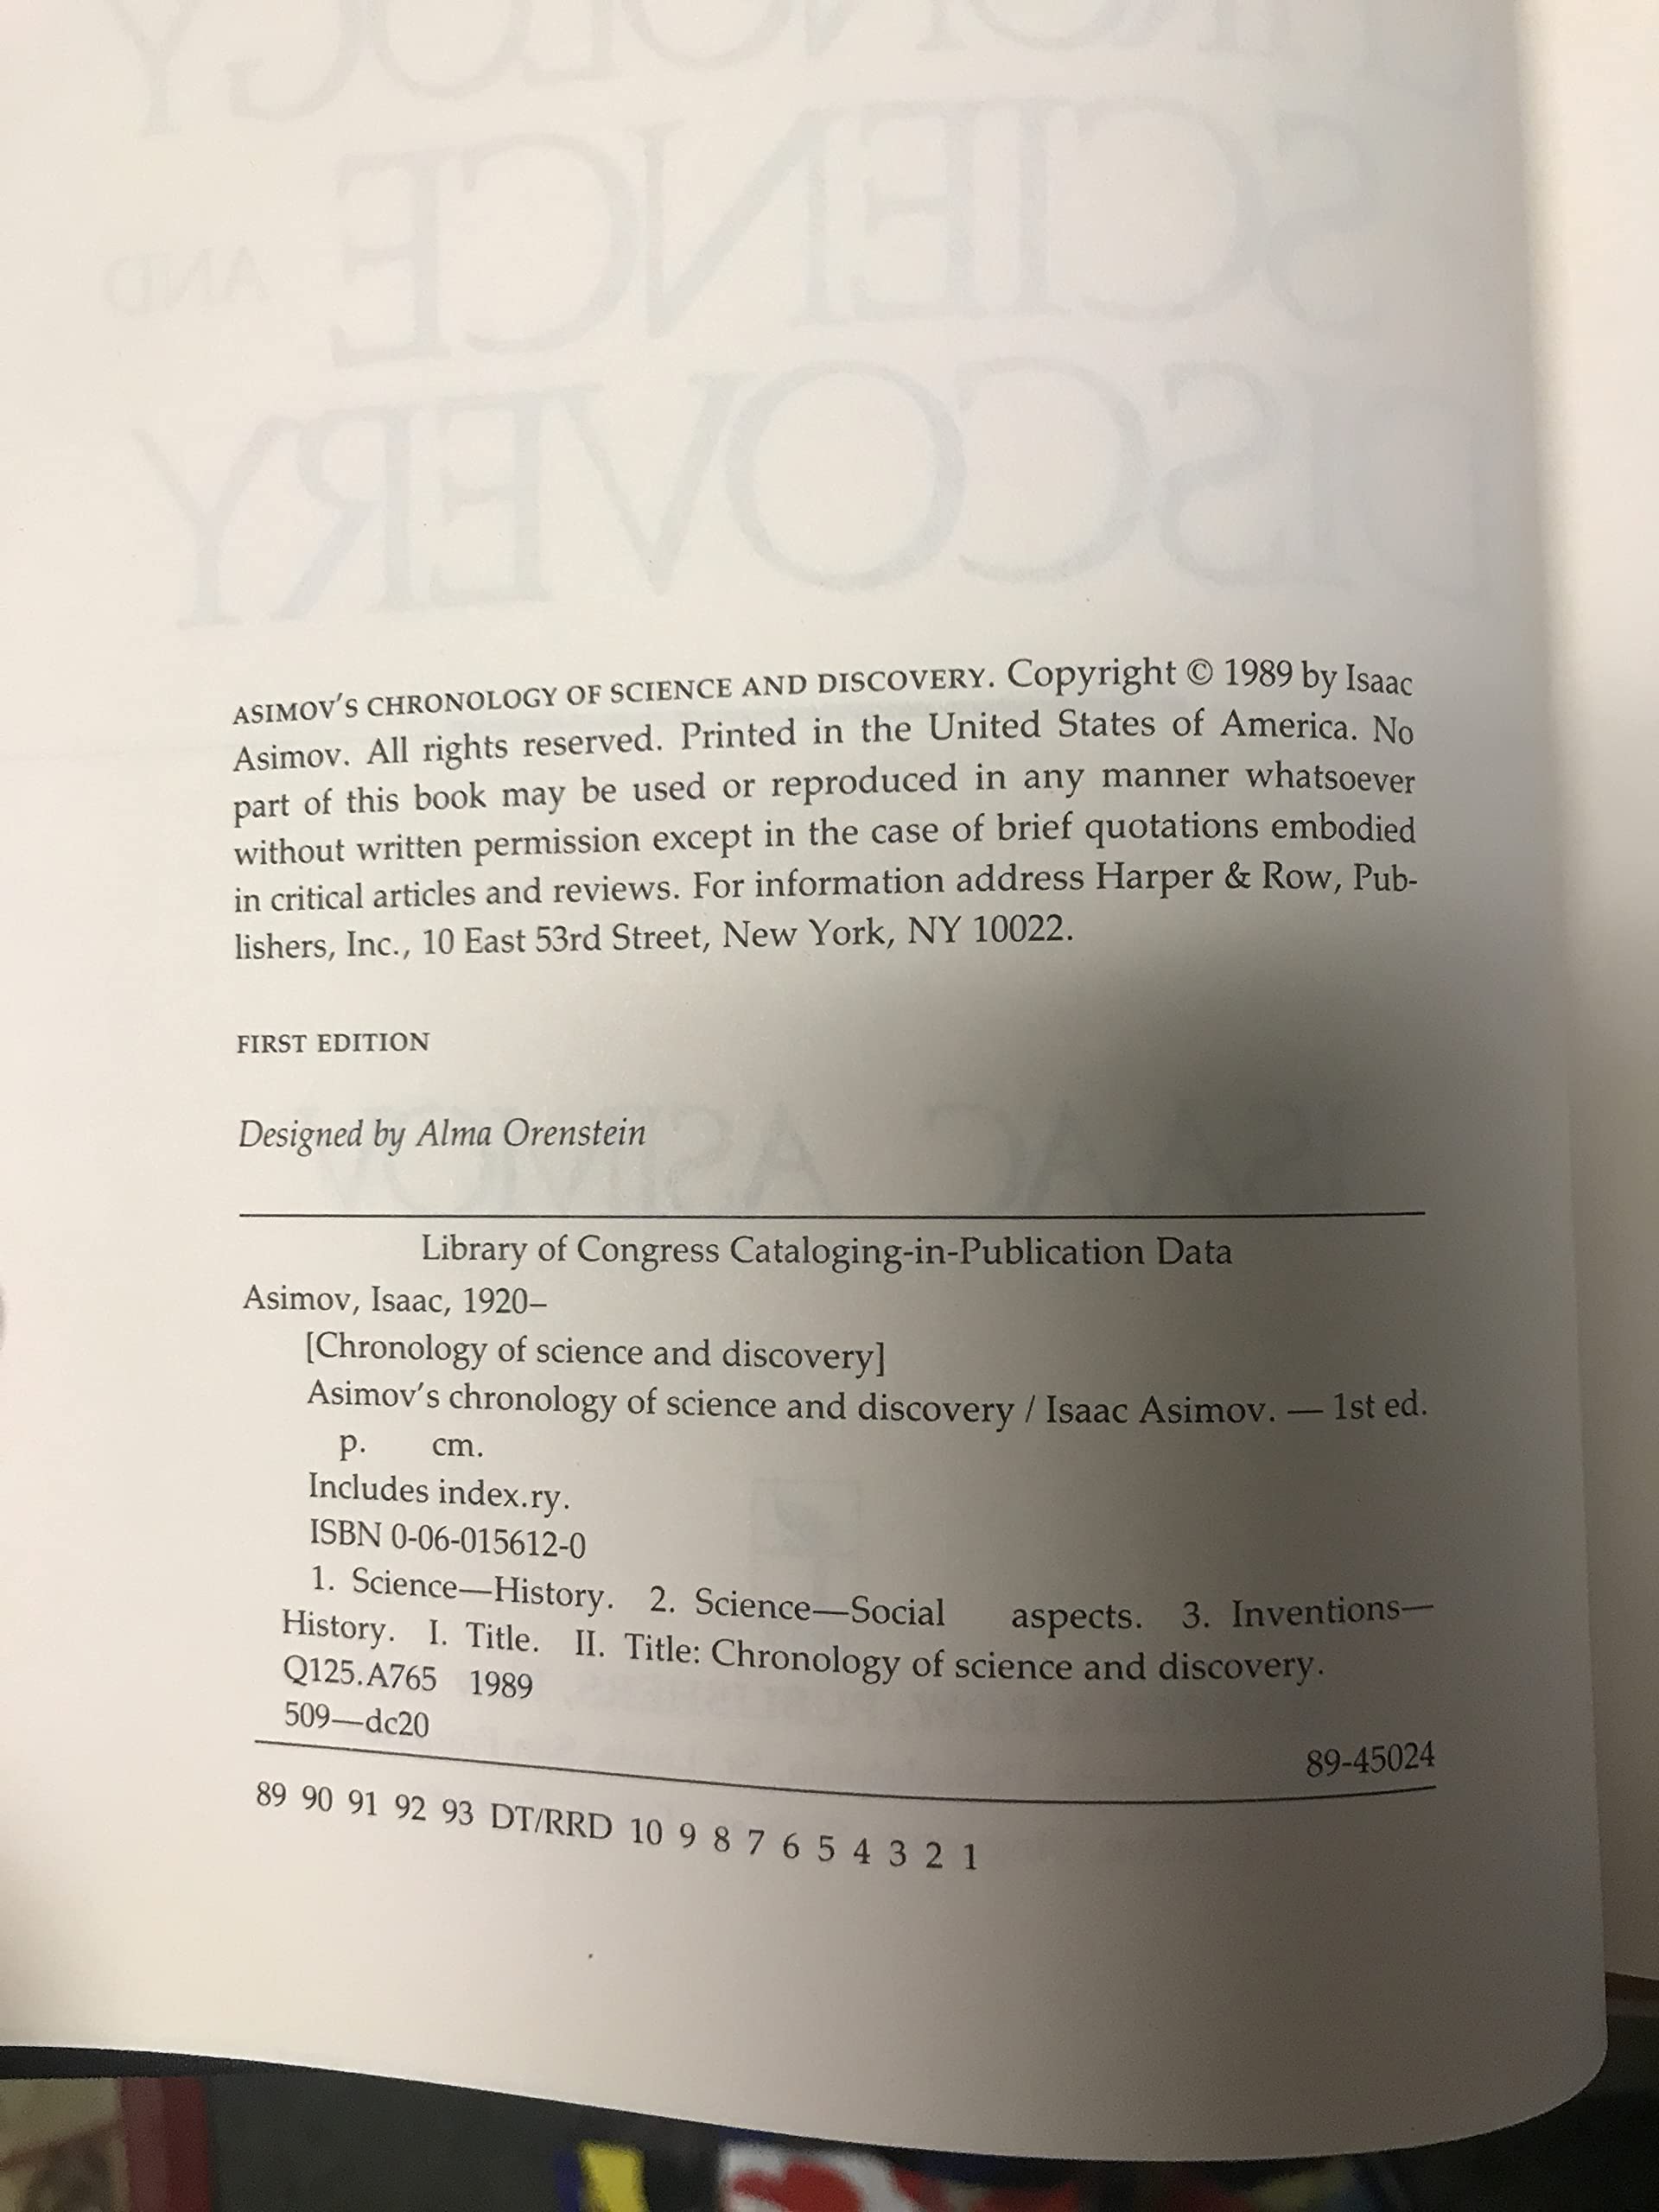 CHRONOLOGY
SCIENCE AND
DISCOVERY
ASIMOV'S CHRONOLOGY OF SCIENCE AND DISCOVERY. Copyright © 1989 by Isaac
Asimov. All rights reserved. Printed in the United States of America. No
part of this book may be used or reproduced in any manner whatsoever
without written permission except in the case of brief quotations embodied
in critical articles and reviews. For information address Harper & Row, Pub-
lishers, Inc., 10 East 53rd Street, New York, NY 10022.
FIRST EDITION
Designed by Alma Orenstein
ISAAC ASIMOV
Library of Congress Cataloging-in-Publication Data
Asimov, Isaac, 1920–
[Chronology of science and discovery]
Asimov's chronology of science and discovery / Isaac Asimov. — 1st ed.
p. cm.
Includes index.ry.
ISBN 0-06-015612-0
1. Science—History. 2. Science—Social aspects. 3. Inventions—
History. I. Title. II. Title: Chronology of science and discovery.
Q125.A765 1989
509—dc20
89-45024
89 90 91 92 93 DT/RRD 10 9 8 7 6 5 4 3 2 1